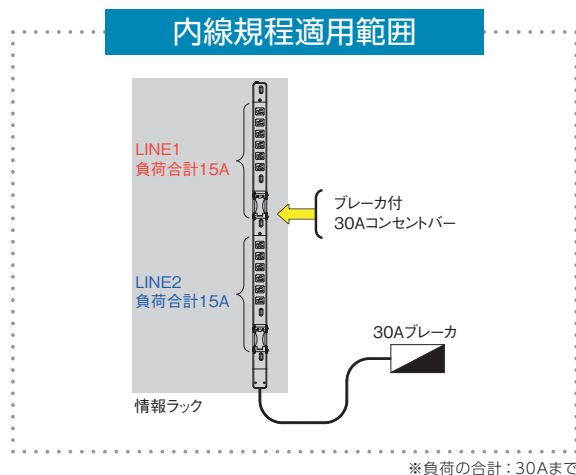 内線規程適用範囲
LINE1
負荷合計15A
ブレーカ付
30Aコンセントバー
LINE2
負荷合計15A
30Aブレーカ
情報ラック
※負荷の合計：30Aまで